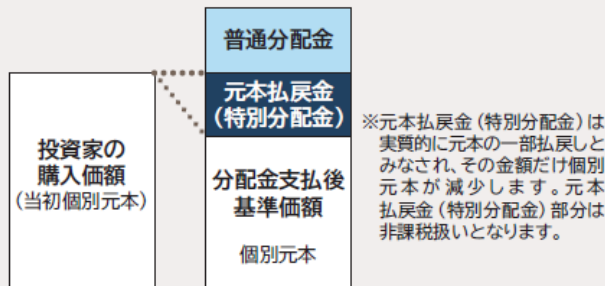 普通分配金
元本払戻金
(特別分配金)
投資家の
購入価額
(当初個別元本)
分配金支払後
基準価額
個別元本
※元本払戻金(特別分配金)は
実質的に元本の一部払戻しと
みなされ、その金額だけ個別
元本が減少します。元本
払戻金(特別分配金)部分は
非課税扱いとなります。